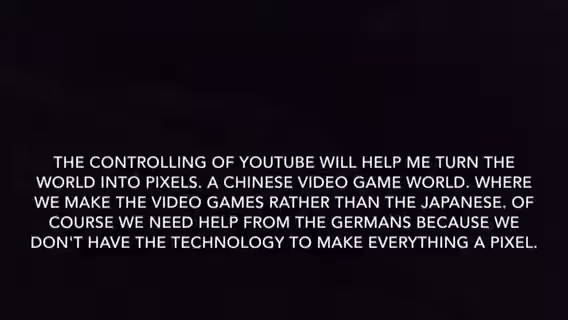 THE CONTROLLING OF YOUTUBE WILL HELP ME TURN THE
WORLD INTO PIXELS. A CHINESE VIDEO GAME WORLD. WHERE
WE MAKE THE VIDEO GAMES RATHER THAN THE JAPANESE. OF
COURSE WE NEED HELP FROM THE GERMANS BECAUSE WE
DON'T HAVE THE TECHNOLOGY TO MAKE EVERYTHING A PIXEL.